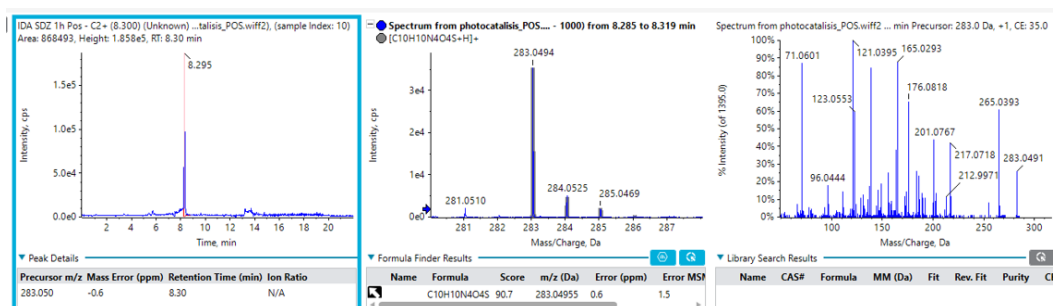 IDA SDZ 1h Pos - C2+ (8.300) (Unknown) ...talisis_POS.wiff2), (sample Index: 10)
Area: 868493, Height: 1.858e5, RT: 8.30 min
8.295
1.5e5
1.0e5
5.0e4
0.0e0
Intensity, cps
2 4 6 8 10 12 14 16 18 20
Time, min
Peak Details
Precursor m/z Mass Error (ppm) Retention Time (min) Ion Ratio
283.050 -0.6 8.30 N/A
Spectrum from photocatalisis_POS.... - 1000) from 8.285 to 8.319 min
[C10H10N4O4S+H]+
283.0494
4e4
3e4
2e4
1e4
0e0
Intensity, cps
281.0510
284.0525
285.0469
281 282 283 284 285 286 287
Mass/Charge, Da
Formula Finder Results
Name Formula Score m/z (Da) Error (ppm) Error MSM
C10H10N4O4S 90.7 283.04955 0.6 1.5
Spectrum from photocatalisis_POS.wiff2 ... min Precursor: 283.0 Da, +1, CE: 35.0
100%
90%
80%
70%
60%
50%
40%
30%
20%
10%
0%
% Intensity (of 1395.0)
71.0601
121.0395
165.0293
123.0553
176.0818
265.0393
201.0767
217.0718
283.0491
96.0444
212.9971
100 150 200 250 300
Mass/Charge, Da
Library Search Results
Name CAS# Formula MM (Da) Fit Rev. Fit Purity